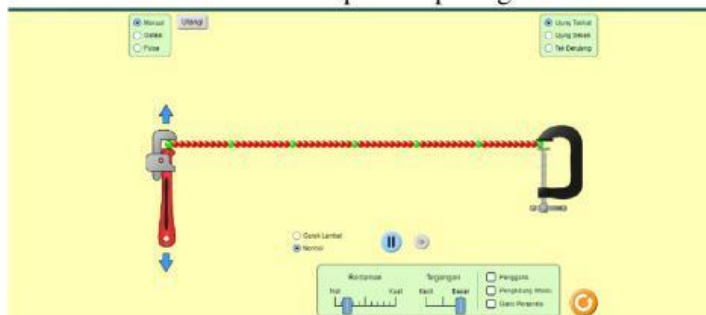 Manual
Osilasi
Pulsa
Ulangi
Ujung Terikat
Ujung Bebas
Tak Berujung
Gerak Lambat
Normal
Redaman
Nol
Kuat
Tegangan
Kecil
Besar
Penggaris
Penghitung Waktu
Garis Penanda